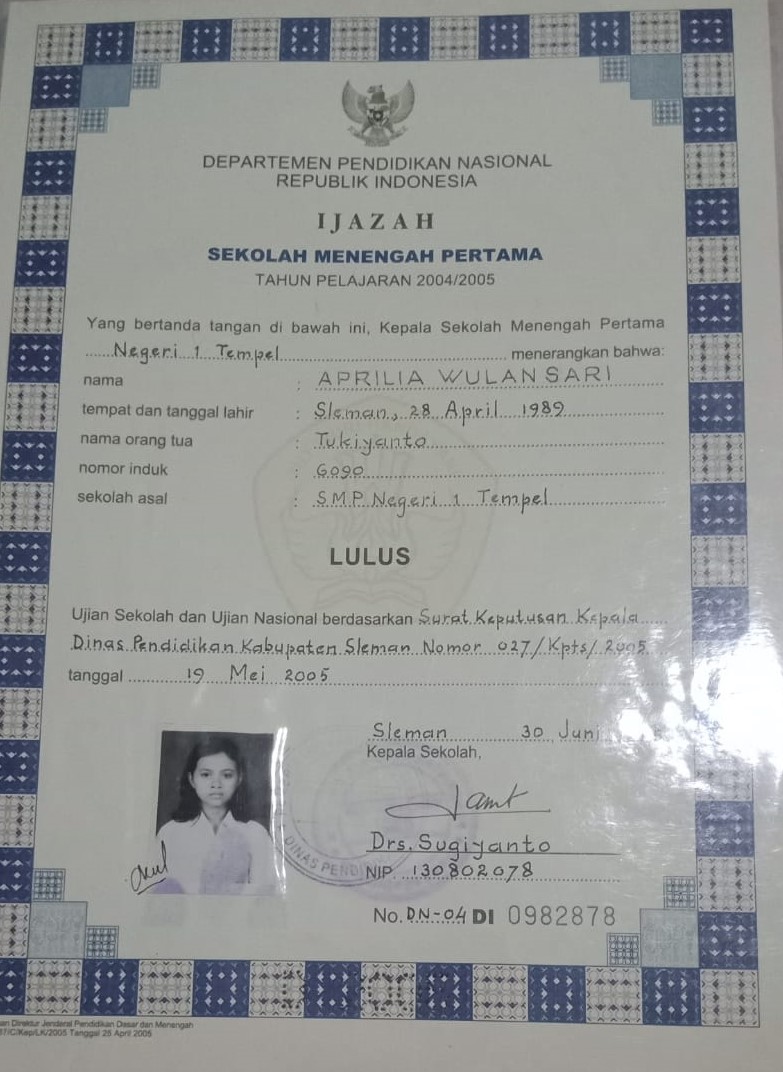 DEPARTEMEN PENDIDIKAN NASIONAL
REPUBLIK INDONESIA
IJAZAH
SEKOLAH MENENGAH PERTAMA
TAHUN PELAJARAN 2004/2005
Yang bertanda tangan di bawah ini, Kepala Sekolah Menengah Pertama
Negeri 1 Tempel menerangkan bahwa:
nama : APRILIA WULAN SARI
tempat dan tanggal lahir : Sleman, 28 April 1989
nama orang tua : Tukiyanto
nomor induk : 6090
sekolah asal : SMP Negeri 1 Tempel
LULUS
Ujian Sekolah dan Ujian Nasional berdasarkan Surat Keputusan Kepala
Dinas Pendidikan Kabupaten Sleman Nomor 027/Kpts/2005
tanggal 19 Mei 2005
Sleman 30 Juni
Kepala Sekolah,
Drs. Sugiyanto
NIP. 130802078
DINAS
No. DN-04 DI 0982878
Direktur Jenderal Pendidikan Dasar dan Menengah
/C/Kep/LK/2005 Tanggal 25 April 2005